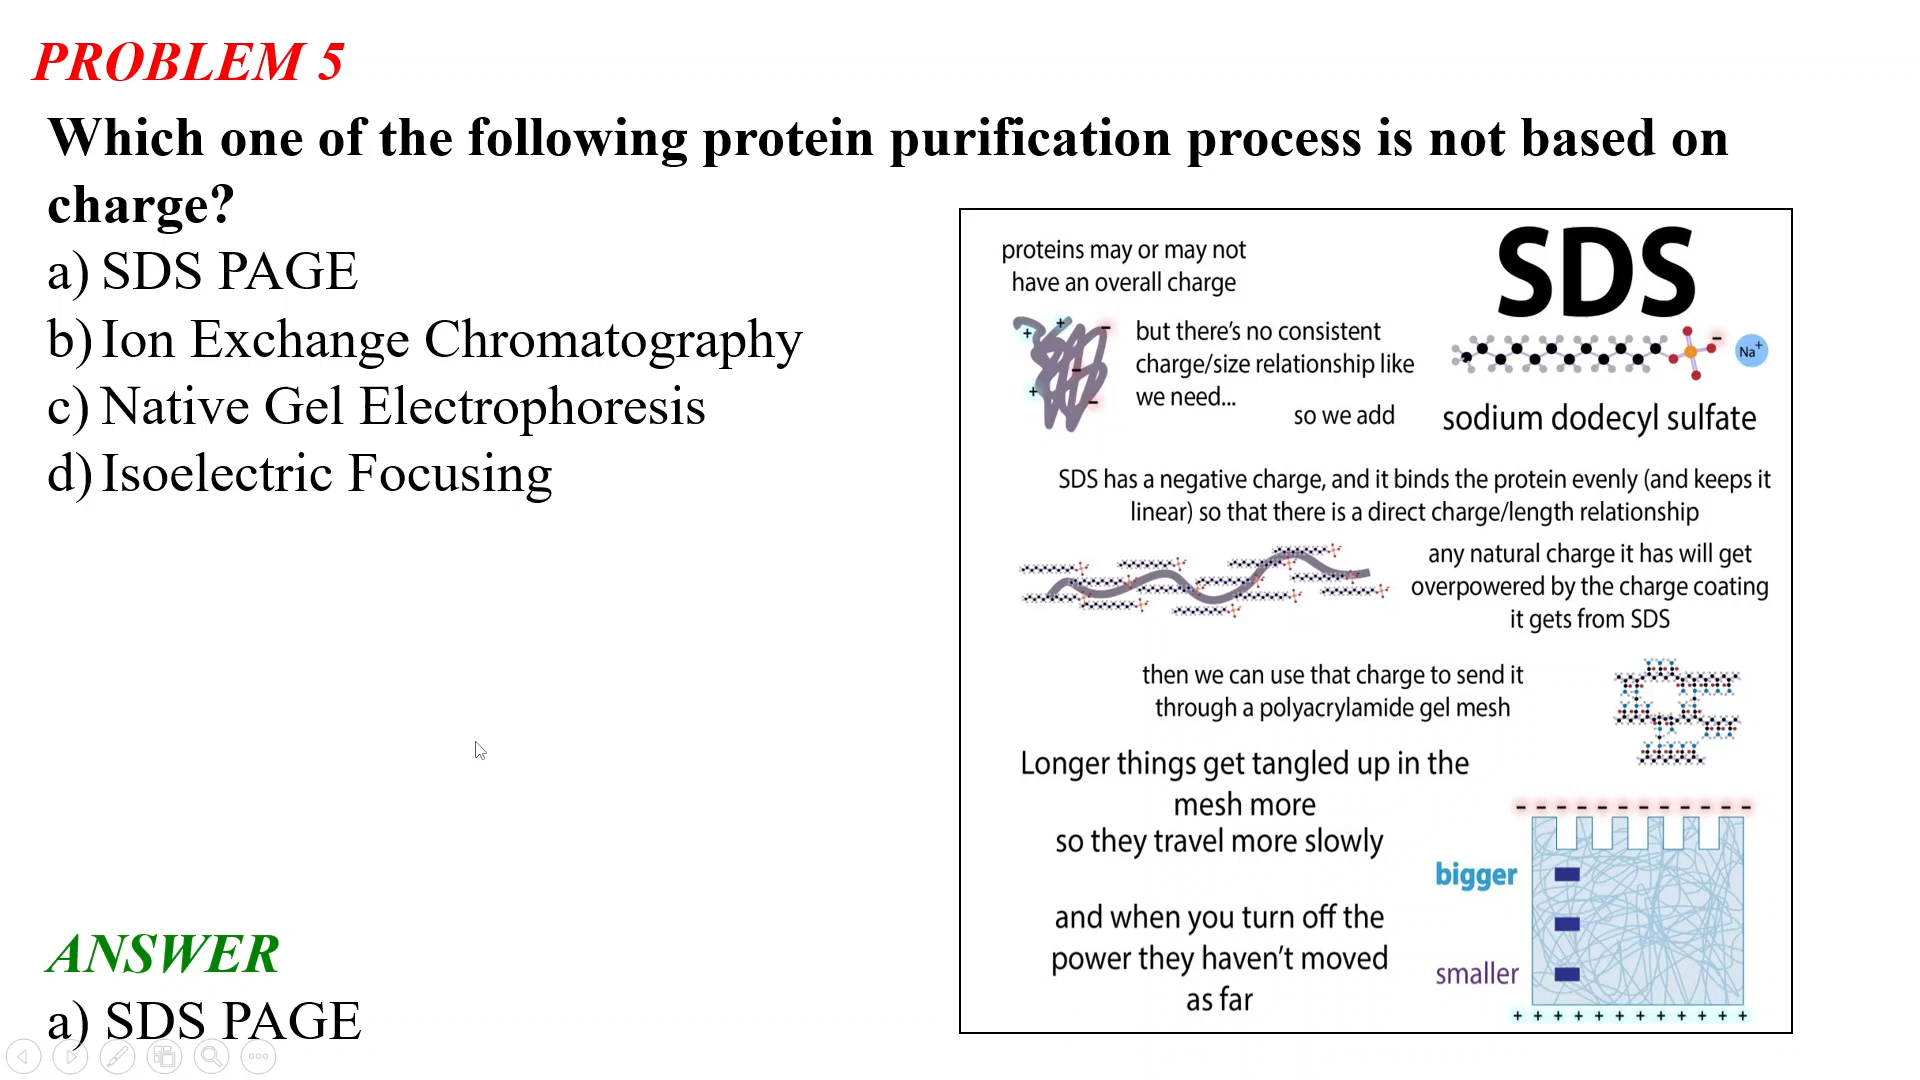 PROBLEM 5
Which one of the following protein purification process is not based on
charge?
a) SDS PAGE
b) Ion Exchange Chromatography
c) Native Gel Electrophoresis
d) Isoelectric Focusing
proteins may or may not
have an overall charge
SDS
+ + -
+ - -
but there's no consistent
charge/size relationship like
we need...
so we add
- Na+
sodium dodecyl sulfate
SDS has a negative charge, and it binds the protein evenly (and keeps it
linear) so that there is a direct charge/length relationship
any natural charge it has will get
overpowered by the charge coating
it gets from SDS
then we can use that charge to send it
through a polyacrylamide gel mesh
Longer things get tangled up in the
mesh more
so they travel more slowly
- - - - - - - - - - - -
bigger
and when you turn off the
power they haven't moved
as far
smaller
+ + + + + + + + + + + +
ANSWER
a) SDS PAGE